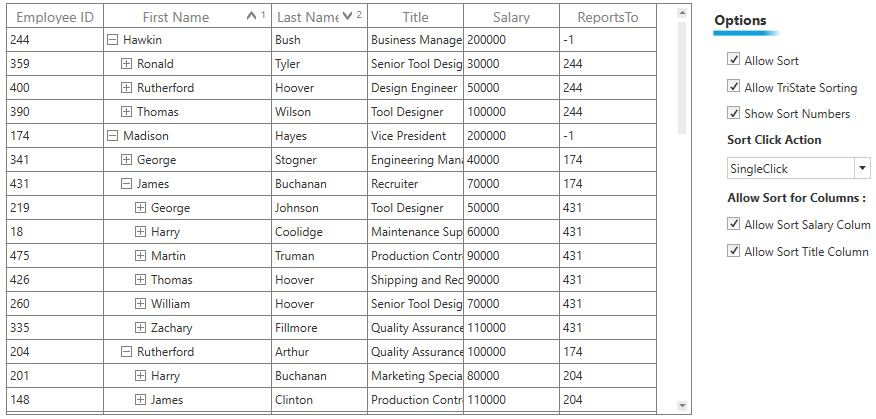 Employee ID First Name 1 Last Name 2 Title Salary ReportsTo
244 Hawkin Bush Business Manage 200000 -1
359 Ronald Tyler Senior Tool Desig 30000 244
400 Rutherford Hoover Design Engineer 50000 244
390 Thomas Wilson Tool Designer 100000 244
174 Madison Hayes Vice President 200000 -1
341 George Stogner Engineering Mana 40000 174
431 James Buchanan Recruiter 70000 174
219 George Johnson Tool Designer 50000 431
18 Harry Coolidge Maintenance Sup 60000 431
475 Martin Truman Production Contro 90000 431
426 Thomas Hoover Shipping and Rec 90000 431
260 William Hoover Senior Tool Desig 70000 431
335 Zachary Fillmore Quality Assurance 110000 431
204 Rutherford Arthur Quality Assurance 100000 174
201 Harry Buchanan Marketing Specia 80000 204
148 James Clinton Production Contro 110000 204
Options
Allow Sort
Allow TriState Sorting
Show Sort Numbers
Sort Click Action
SingleClick
Allow Sort for Columns :
Allow Sort Salary Colum
Allow Sort Title Column